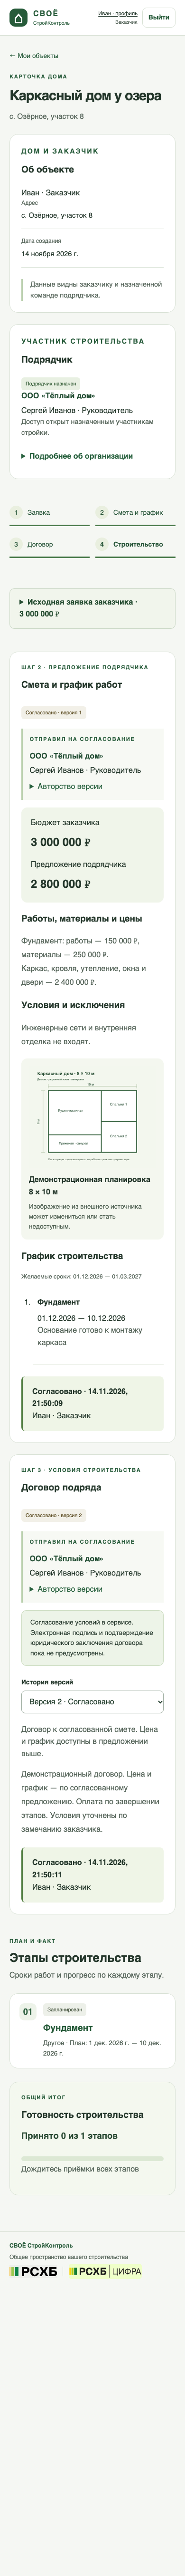 СВОЁ
СтройКонтроль
Иван · профиль
Заказчик
Выйти
← Мои объекты
КАРТОЧКА ДОМА
Каркасный дом у озера
с. Озёрное, участок 8
ДОМ И ЗАКАЗЧИК
Об объекте
Иван · Заказчик
Адрес
с. Озёрное, участок 8
Дата создания
14 ноября 2026 г.
Данные видны заказчику и назначенной
команде подрядчика.
УЧАСТНИК СТРОИТЕЛЬСТВА
Подрядчик
Подрядчик назначен
ООО «Тёплый дом»
Сергей Иванов · Руководитель
Доступ открыт назначенным участникам
стройки.
▶ Подробнее об организации
1 Заявка
2 Смета и график
3 Договор
4 Строительство
▶ Исходная заявка заказчика ·
3 000 000 ₽
ШАГ 2 · ПРЕДЛОЖЕНИЕ ПОДРЯДЧИКА
Смета и график работ
Согласовано · версия 1
ОТПРАВИЛ НА СОГЛАСОВАНИЕ
ООО «Тёплый дом»
Сергей Иванов · Руководитель
▶ Авторство версии
Бюджет заказчика
3 000 000 ₽
Предложение подрядчика
2 800 000 ₽
Работы, материалы и цены
Фундамент: работы — 150 000 ₽,
материалы — 250 000 ₽.
Каркас, кровля, утепление, окна и
двери — 2 400 000 ₽.
Условия и исключения
Инженерные сети и внутренняя
отделка не входят.
Каркасный дом · 8 × 10 м
10 м
Кухня-гостиная
Спальня 1
Спальня 2
Прихожая · санузел
8 м
Демонстрационная планировка
8 × 10 м
Изображение из внешнего источника
может измениться или стать
недоступным.
График строительства
Желаемые сроки: 01.12.2026 — 01.03.2027
1. Фундамент
01.12.2026 — 10.12.2026
Основание готово к монтажу
каркаса
Согласовано · 14.11.2026,
21:50:09
Иван · Заказчик
ШАГ 3 · УСЛОВИЯ СТРОИТЕЛЬСТВА
Договор подряда
Согласовано · версия 2
ОТПРАВИЛ НА СОГЛАСОВАНИЕ
ООО «Тёплый дом»
Сергей Иванов · Руководитель
▶ Авторство версии
Согласование условий в сервисе.
Электронная подпись и подтверждение
юридического заключения договора
пока не предусмотрены.
История версий
Версия 2 · Согласовано
Договор к согласованной смете. Цена
и график доступны в предложении
выше.
Демонстрационный договор. Цена и
график — по согласованному
предложению. Оплата по завершении
этапов. Условия уточнены по
замечанию заказчика.
Согласовано · 14.11.2026,
21:50:11
Иван · Заказчик
ПЛАН И ФАКТ
Этапы строительства
Сроки работ и прогресс по каждому этапу.
01
Запланирован
Фундамент
Другое · План: 1 дек. 2026 г. — 10 дек.
2026 г.
ОБЩИЙ ИТОГ
Готовность строительства
Принято 0 из 1 этапов
Дождитесь приёмки всех этапов
СВОЁ СтройКонтроль
Общее пространство вашего строительства
РСХБ
РСХБ ЦИФРА